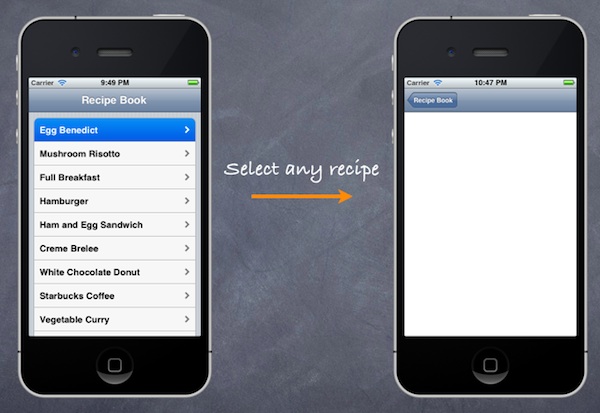 Carrier 9:49 PM
Recipe Book
Egg Benedict
Mushroom Risotto
Full Breakfast
Hamburger
Ham and Egg Sandwich
Creme Brelee
White Chocolate Donut
Starbucks Coffee
Vegetable Curry
Select any recipe
Carrier 10:47 PM
Recipe Book